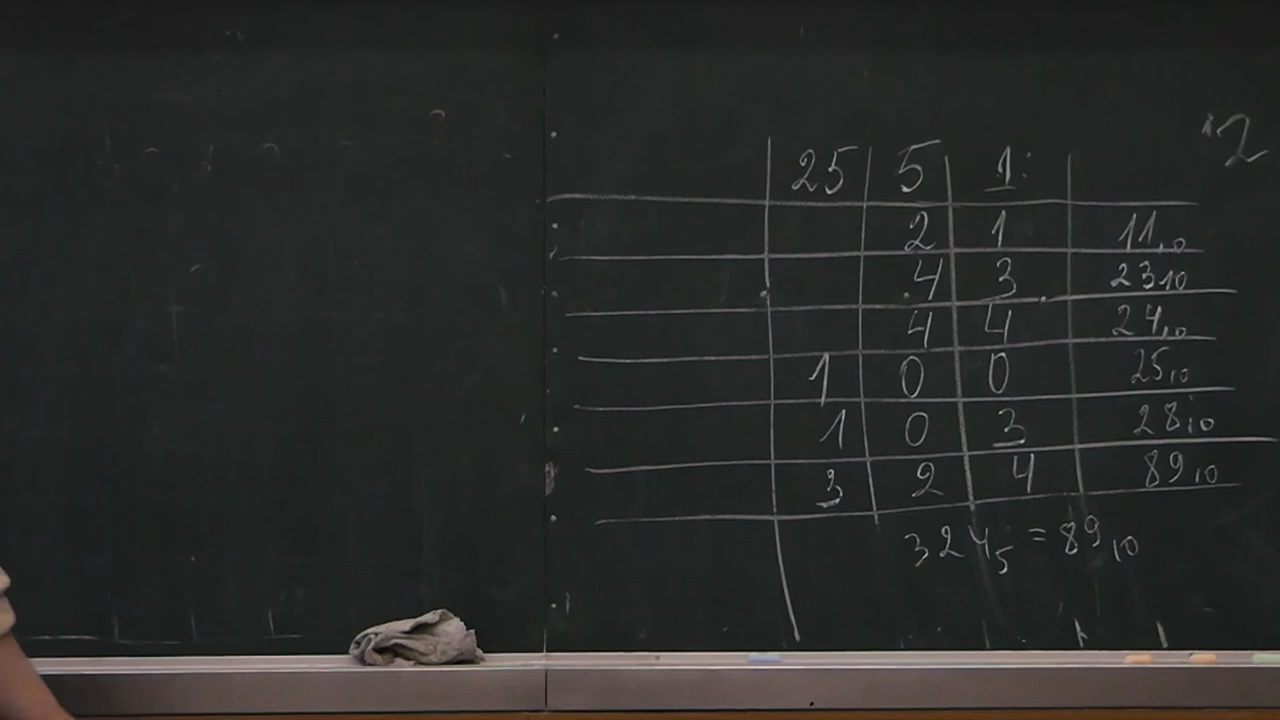 2
25 5 1:
2 1 11₁₀
4 3 23₁₀
4 4 24₁₀
1 0 0 25₁₀
1 0 3 28₁₀
3 2 4 89₁₀
324₅ = 89₁₀